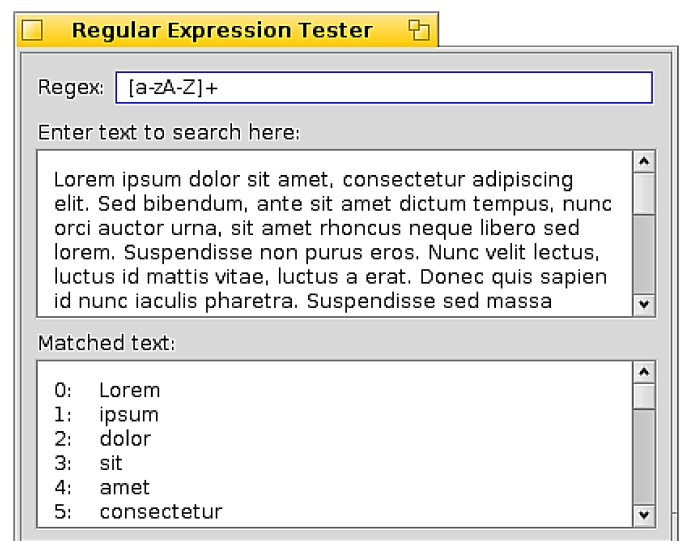 Regular Expression Tester
Regex: [a-zA-Z]+
Enter text to search here:
Lorem ipsum dolor sit amet, consectetur adipiscing
elit. Sed bibendum, ante sit amet dictum tempus, nunc
orci auctor urna, sit amet rhoncus neque libero sed
lorem. Suspendisse non purus eros. Nunc velit lectus,
luctus id mattis vitae, luctus a erat. Donec quis sapien
id nunc iaculis pharetra. Suspendisse sed massa
Matched text:
0: Lorem
1: ipsum
2: dolor
3: sit
4: amet
5: consectetur